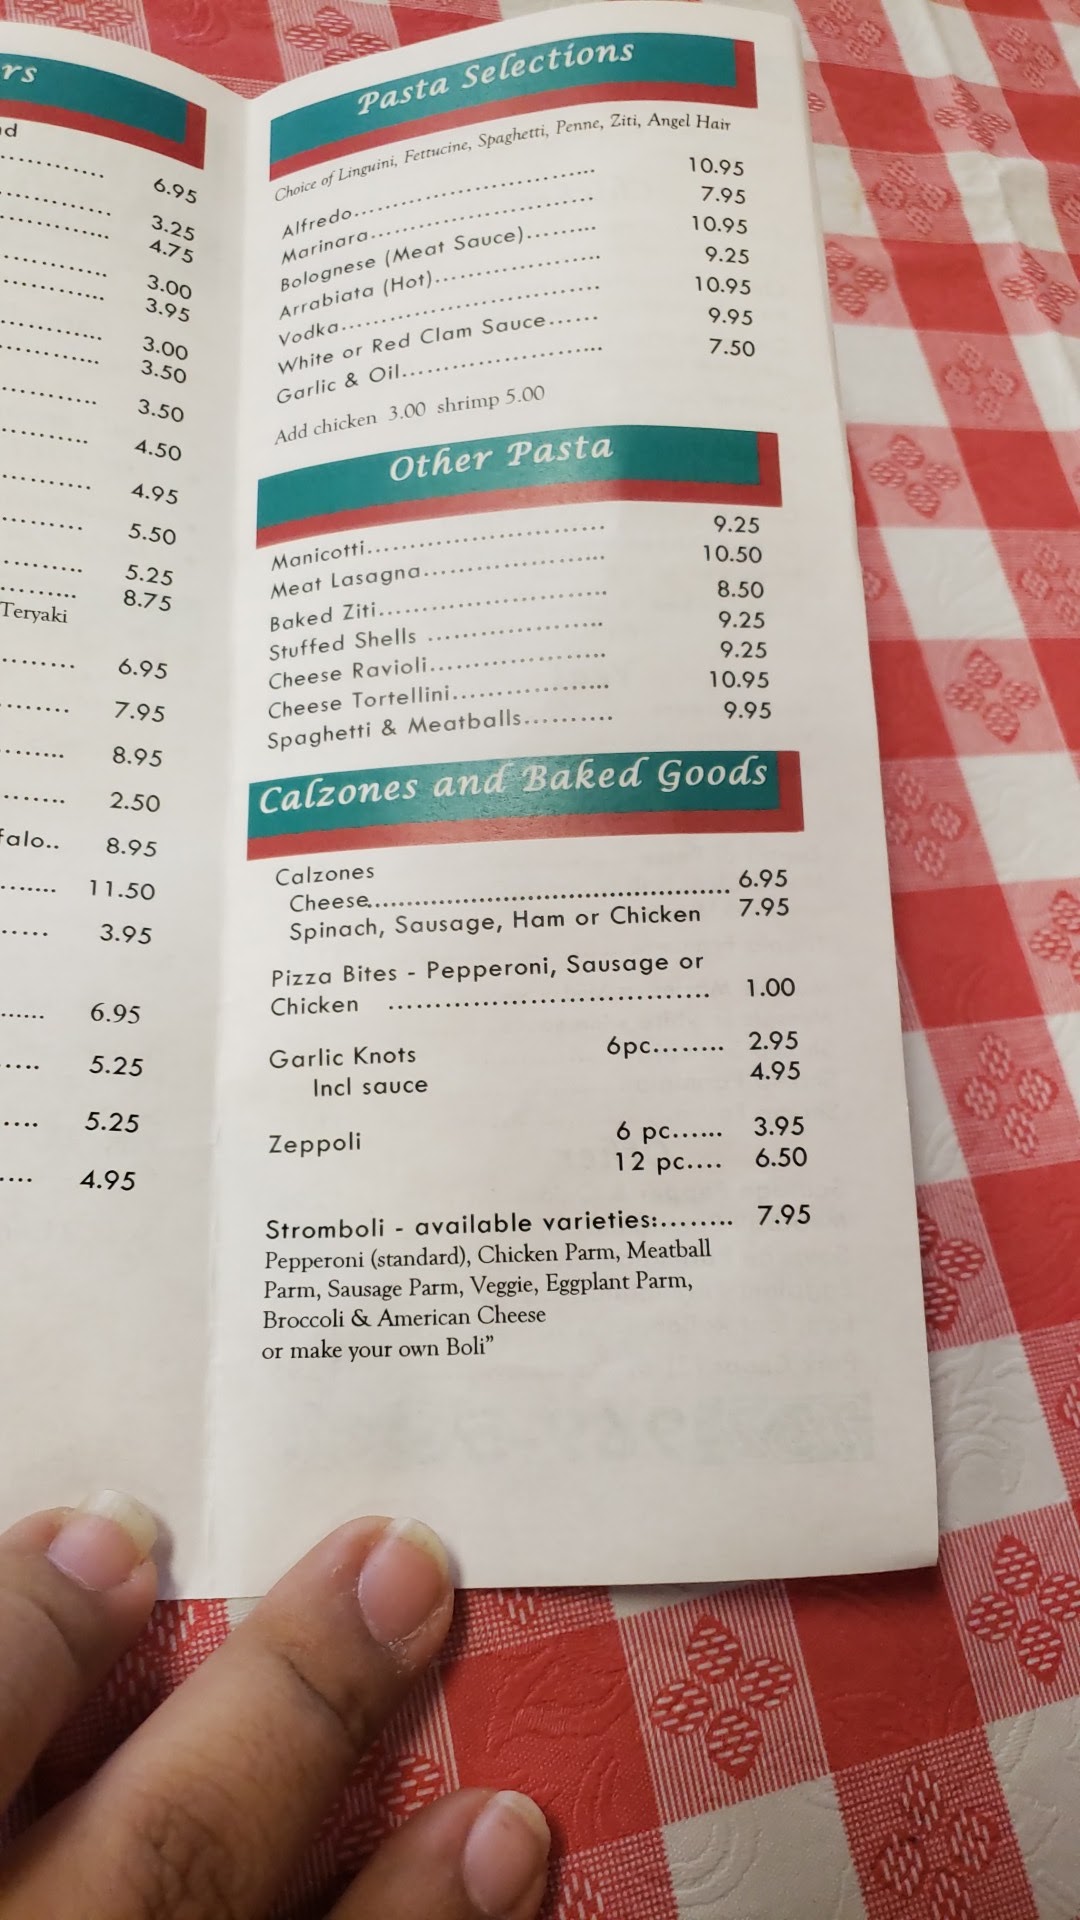 rs
6.95
3.25
4.75
3.00
3.95
3.00
3.50
3.50
4.50
4.95
5.50
5.25
8.75
Teryaki
6.95
7.95
8.95
2.50
falo.. 8.95
11.50
3.95
6.95
5.25
5.25
4.95
Pasta Selections
Choice of Linguini, Fettucine, Spaghetti, Penne, Ziti, Angel Hair
Alfredo........................... 10.95
Marinara......................... 7.95
Bolognese (Meat Sauce)......... 10.95
Arrabiata (Hot).................. 9.25
Vodka............................. 10.95
White or Red Clam Sauce...... 9.95
Garlic & Oil...................... 7.50
Add chicken 3.00 shrimp 5.00
Other Pasta
Manicotti.......................... 9.25
Meat Lasagna.................... 10.50
Baked Ziti......................... 8.50
Stuffed Shells .................... 9.25
Cheese Ravioli.................... 9.25
Cheese Tortellini................. 10.95
Spaghetti & Meatballs.......... 9.95
Calzones and Baked Goods
Calzones
Cheese.......................................... 6.95
Spinach, Sausage, Ham or Chicken 7.95
Pizza Bites - Pepperoni, Sausage or
Chicken ................................. 1.00
Garlic Knots 6pc........ 2.95
Incl sauce 4.95
Zeppoli 6 pc...... 3.95
12 pc.... 6.50
Stromboli - available varieties:........ 7.95
Pepperoni (standard), Chicken Parm, Meatball
Parm, Sausage Parm, Veggie, Eggplant Parm,
Broccoli & American Cheese
or make your own Boli”